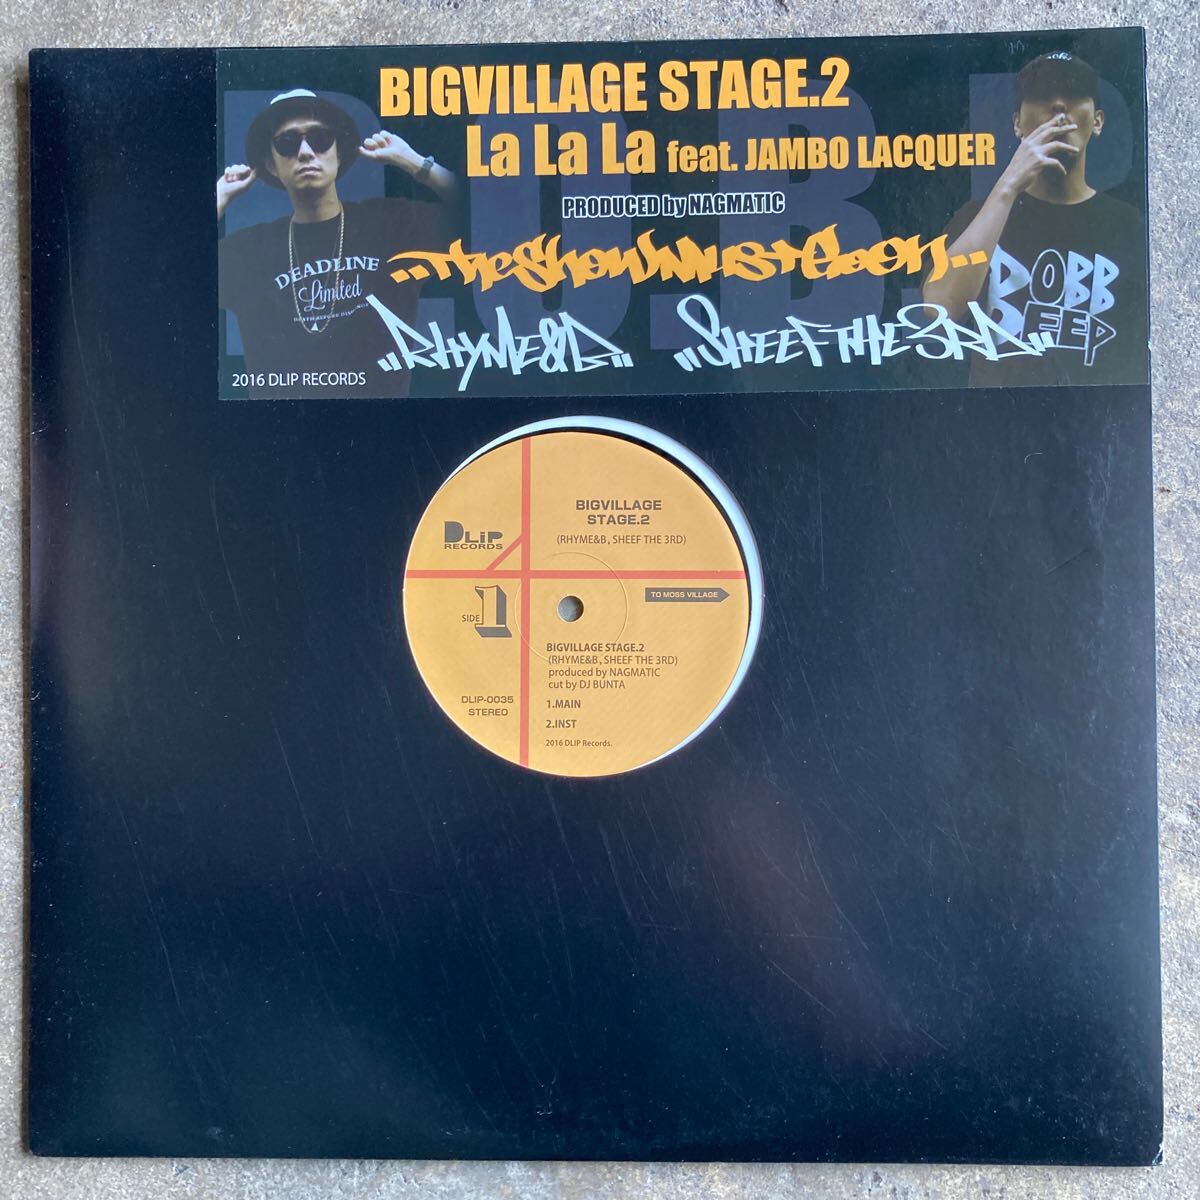 BIGVILLAGE STAGE.2
La La La feat. JAMBO LACQUER
PRODUCED by NAGMATIC
..The Show Must Go On..
DEADLINE
Limited
BOBB
DEEP
"RHYME&B" "SHEEF THE 3RD"
2016 DLIP RECORDS
BIGVILLAGE
STAGE.2
(RHYME&B, SHEEF THE 3RD)
DLiP
RECORDS
TO MOSS VILLAGE
SIDE 1
BIGVILLAGE STAGE.2
(RHYME&B, SHEEF THE 3RD)
produced by NAGMATIC
cut by DJ BUNTA
DLIP-0035
STEREO
1.MAIN
2.INST
2016 DLIP Records.